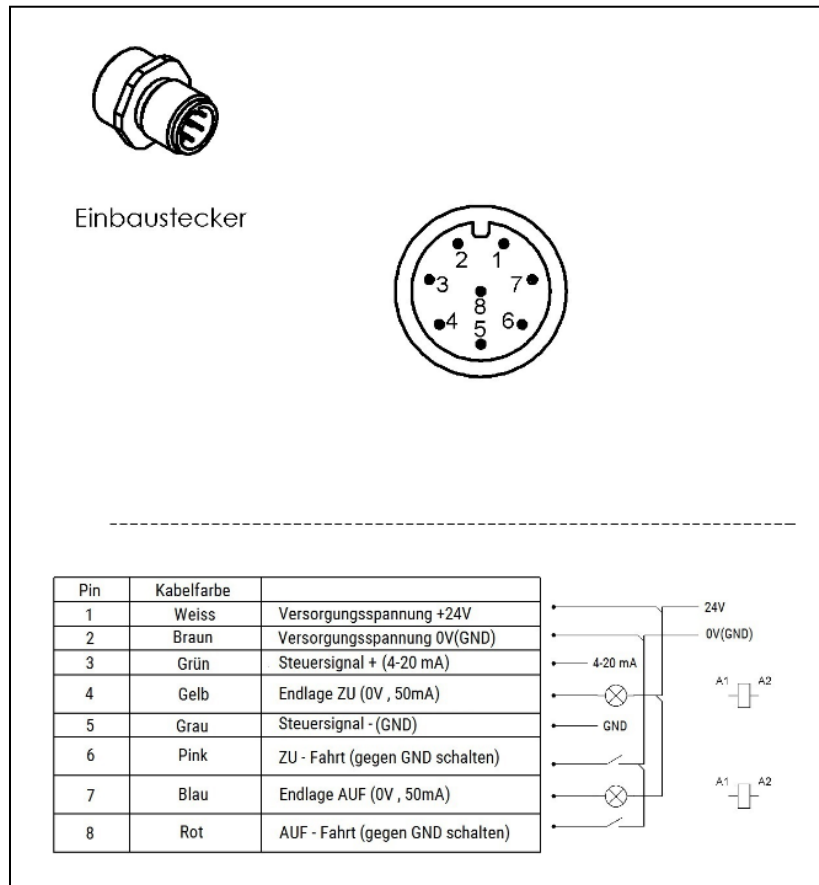 Einbaustecker
2 1
3 7
8
4 6
5
Pin Kabelfarbe
1 Weiss Versorgungsspannung +24V 24V
2 Braun Versorgungsspannung 0V(GND) 0V(GND)
3 Grün Steuersignal + (4-20 mA) 4-20 mA
4 Gelb Endlage ZU (0V , 50mA) A1 A2
5 Grau Steuersignal - (GND) GND
6 Pink ZU - Fahrt (gegen GND schalten)
7 Blau Endlage AUF (0V , 50mA) A1 A2
8 Rot AUF - Fahrt (gegen GND schalten)